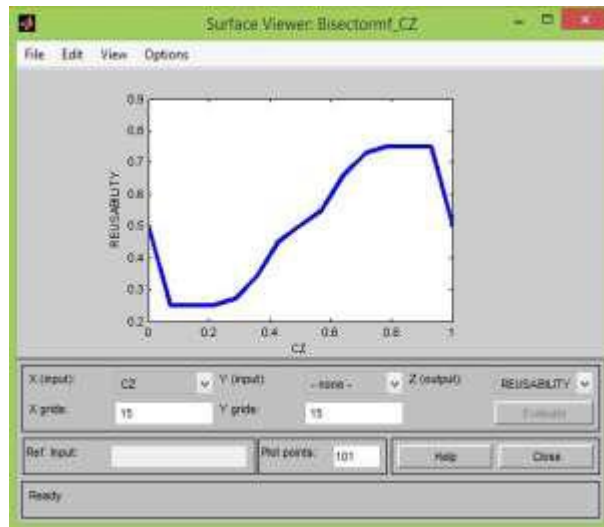 Surface Viewer: Bisectormf_CZ
File Edit View Options
0.9
0.8
0.7
0.6
0.5
0.4
0.3
0.2
REUSABILITY
0 0.2 0.4 0.6 0.8 1
CZ
X (input): CZ Y (input): - none - Z (output): REUSABILITY
X grids: 15 Y grids: 15 Evaluate
Ref. Input: Plot points: 101 Help Close
Ready